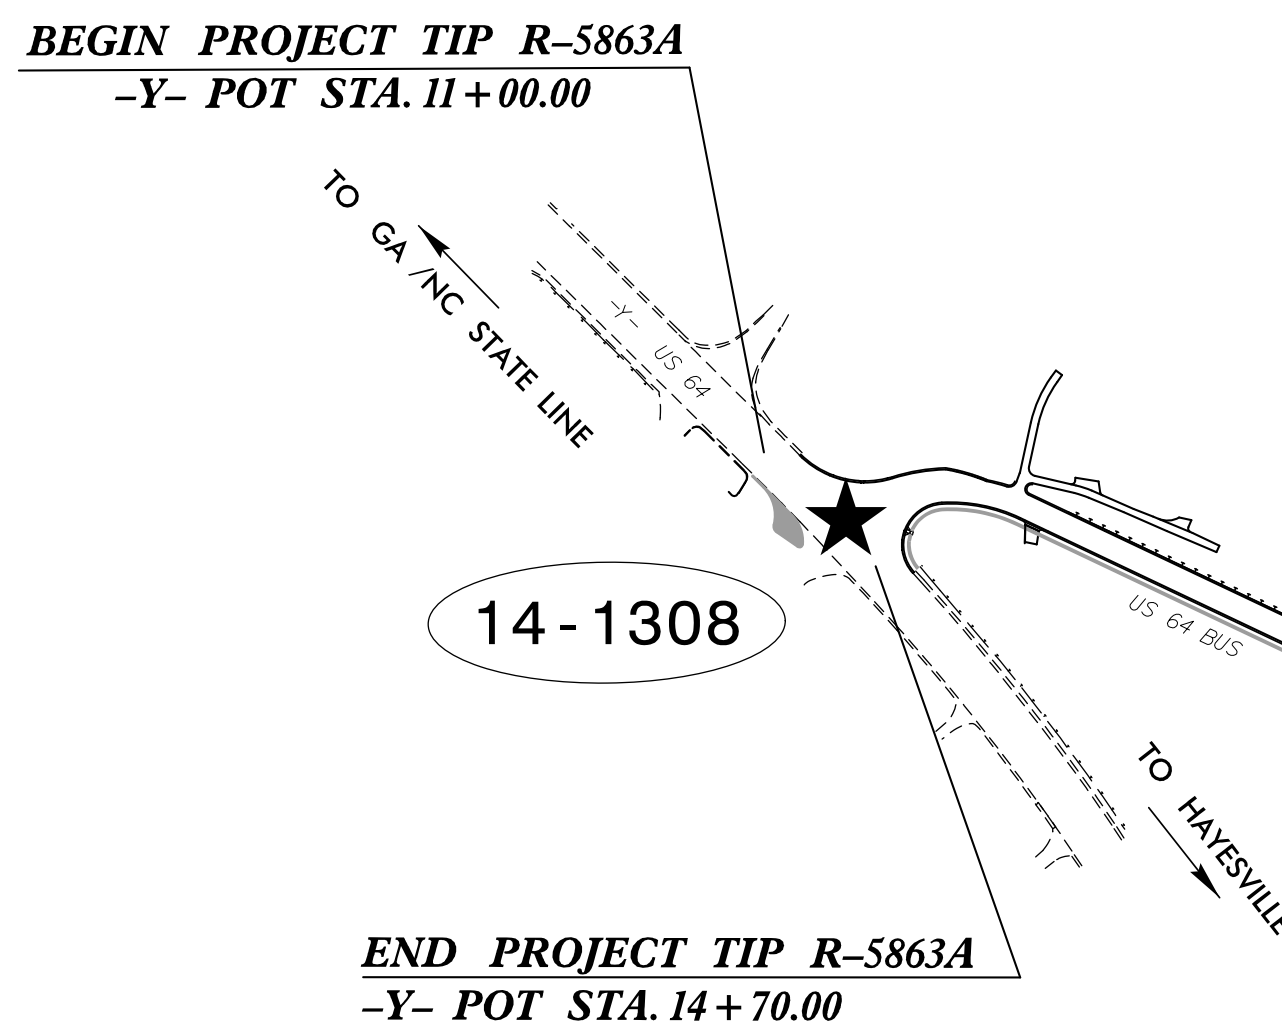 BEGIN PROJECT TIP R-5863A
-Y- POT STA. 11+00.00
TO GA/NC STATE LINE
-Y- US 64
14-1308
US 64 BUS
TO HAYESVILLE
END PROJECT TIP R-5863A
-Y- POT STA. 14+70.00